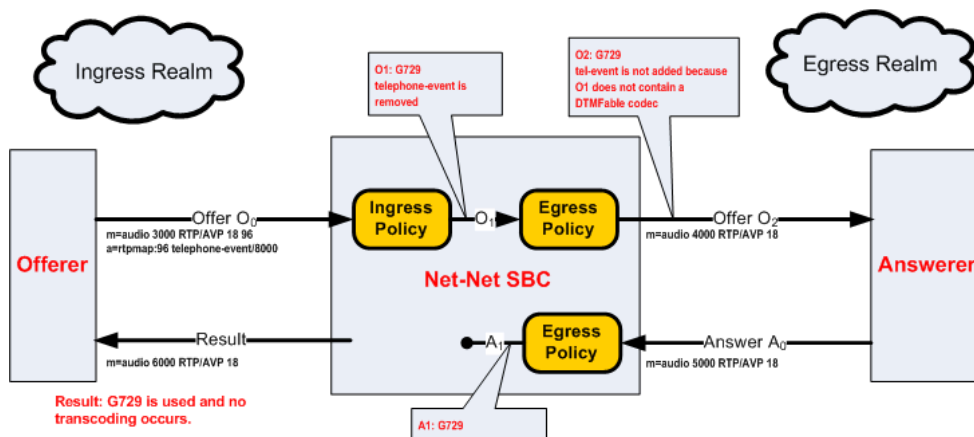 Ingress Realm
Egress Realm
O1: G729
telephone-event is
removed
O2: G729
tel-event is not added because
O1 does not contain a
DTMFable codec
Offerer
Offer O0
m=audio 3000 RTP/AVP 18 96
a=rtpmap:96 telephone-event/8000
Ingress
Policy
O1
Egress
Policy
Offer O2
m=audio 4000 RTP/AVP 18
Answerer
Net-Net SBC
Result
m=audio 6000 RTP/AVP 18
A1
Egress
Policy
Answer A0
m=audio 5000 RTP/AVP 18
Result: G729 is used and no
transcoding occurs.
A1: G729